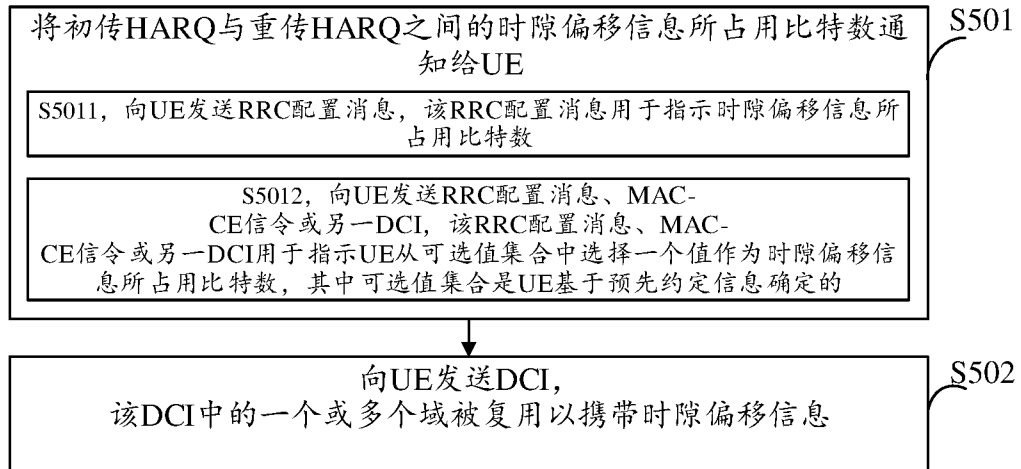 将初传HARQ与重传HARQ之间的时隙偏移信息所占用比特数通
知给UE
S501
S5011，向UE发送RRC配置消息，该RRC配置消息用于指示时隙偏移信息所
占用比特数
S5012，向UE发送RRC配置消息、MAC-
CE信令或另一DCI，该RRC配置消息、MAC-
CE信令或另一DCI用于指示UE从可选值集合中选择一个值作为时隙偏移信
息所占用比特数，其中可选值集合是UE基于预先约定信息确定的
向UE发送DCI，
该DCI中的一个或多个域被复用以携带时隙偏移信息
S502